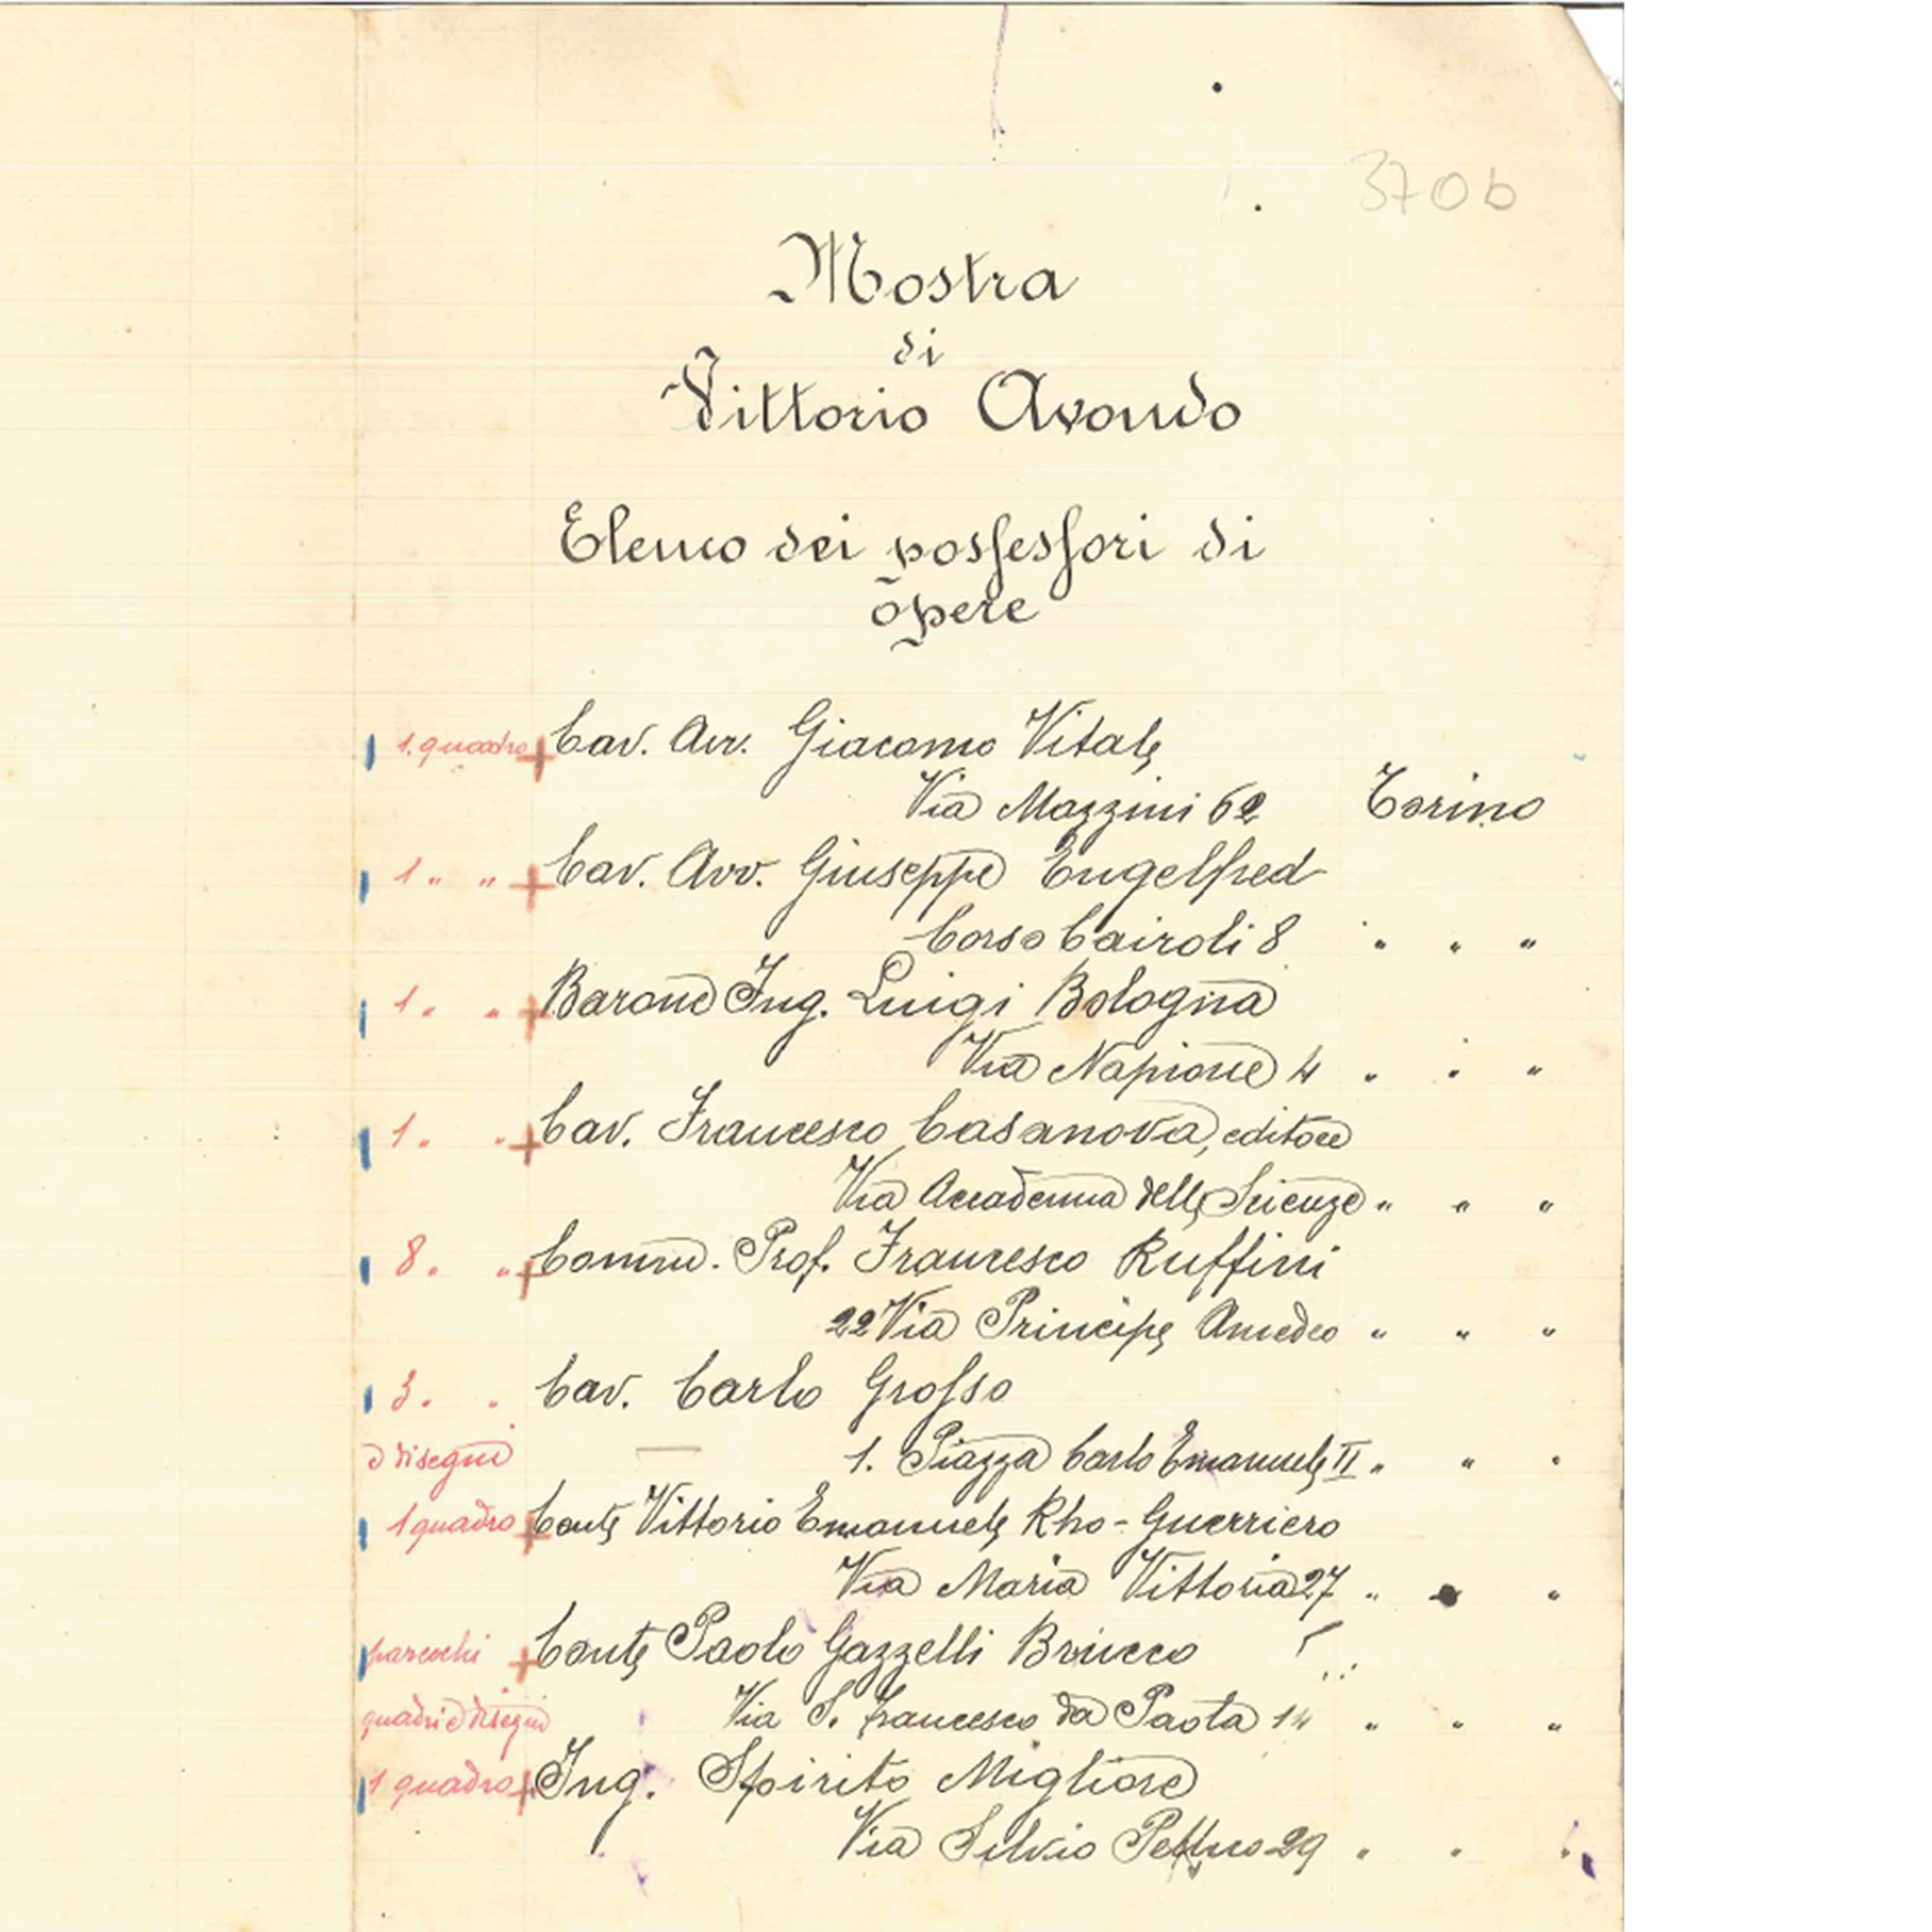 370b
Mostra
di
Vittorio Avondo
Elenco dei possessori di
opere
1. quadro + Cav. Avv. Giacomo Vitale
Via Mazzini 52 Torino
1 " " + Cav. Avv. Giuseppe Engelfred
Corso Cairoli 8 " " "
1. " + Barone Ing. Luigi Bologna
Via Napione 4 " " "
1. " + Cav. Francesco Casanova, editore
Via Accademia delle Scienze " " "
8. " + Comm. Prof. Francesco Ruffini
22 Via Principe Amedeo " " "
3. " Cav. Carlo Grosso
e disegni 1. Piazza Carlo Emanuele II " " "
1 quadro + Conte Vittorio Emanuele Rho-Guerriero
Via Maria Vittoria 27 " " "
parecchi + Conte Paolo Gazzelli Brucco
quadri e disegni Via S. Francesco da Paola 14 " " "
1 quadro + Ing. Spirito Migliore
Via Silvio Pellico 29 " " "